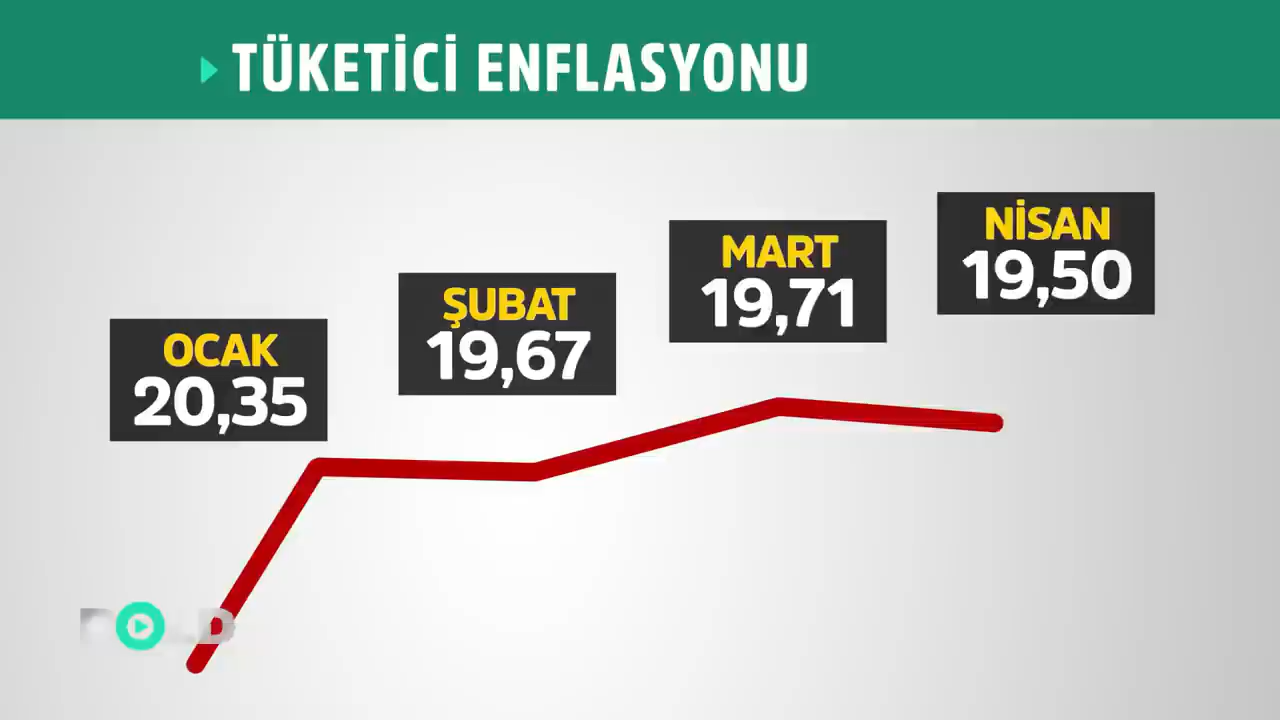 TÜKETİCİ ENFLASYONU
OCAK
20,35
ŞUBAT
19,67
MART
19,71
NİSAN
19,50